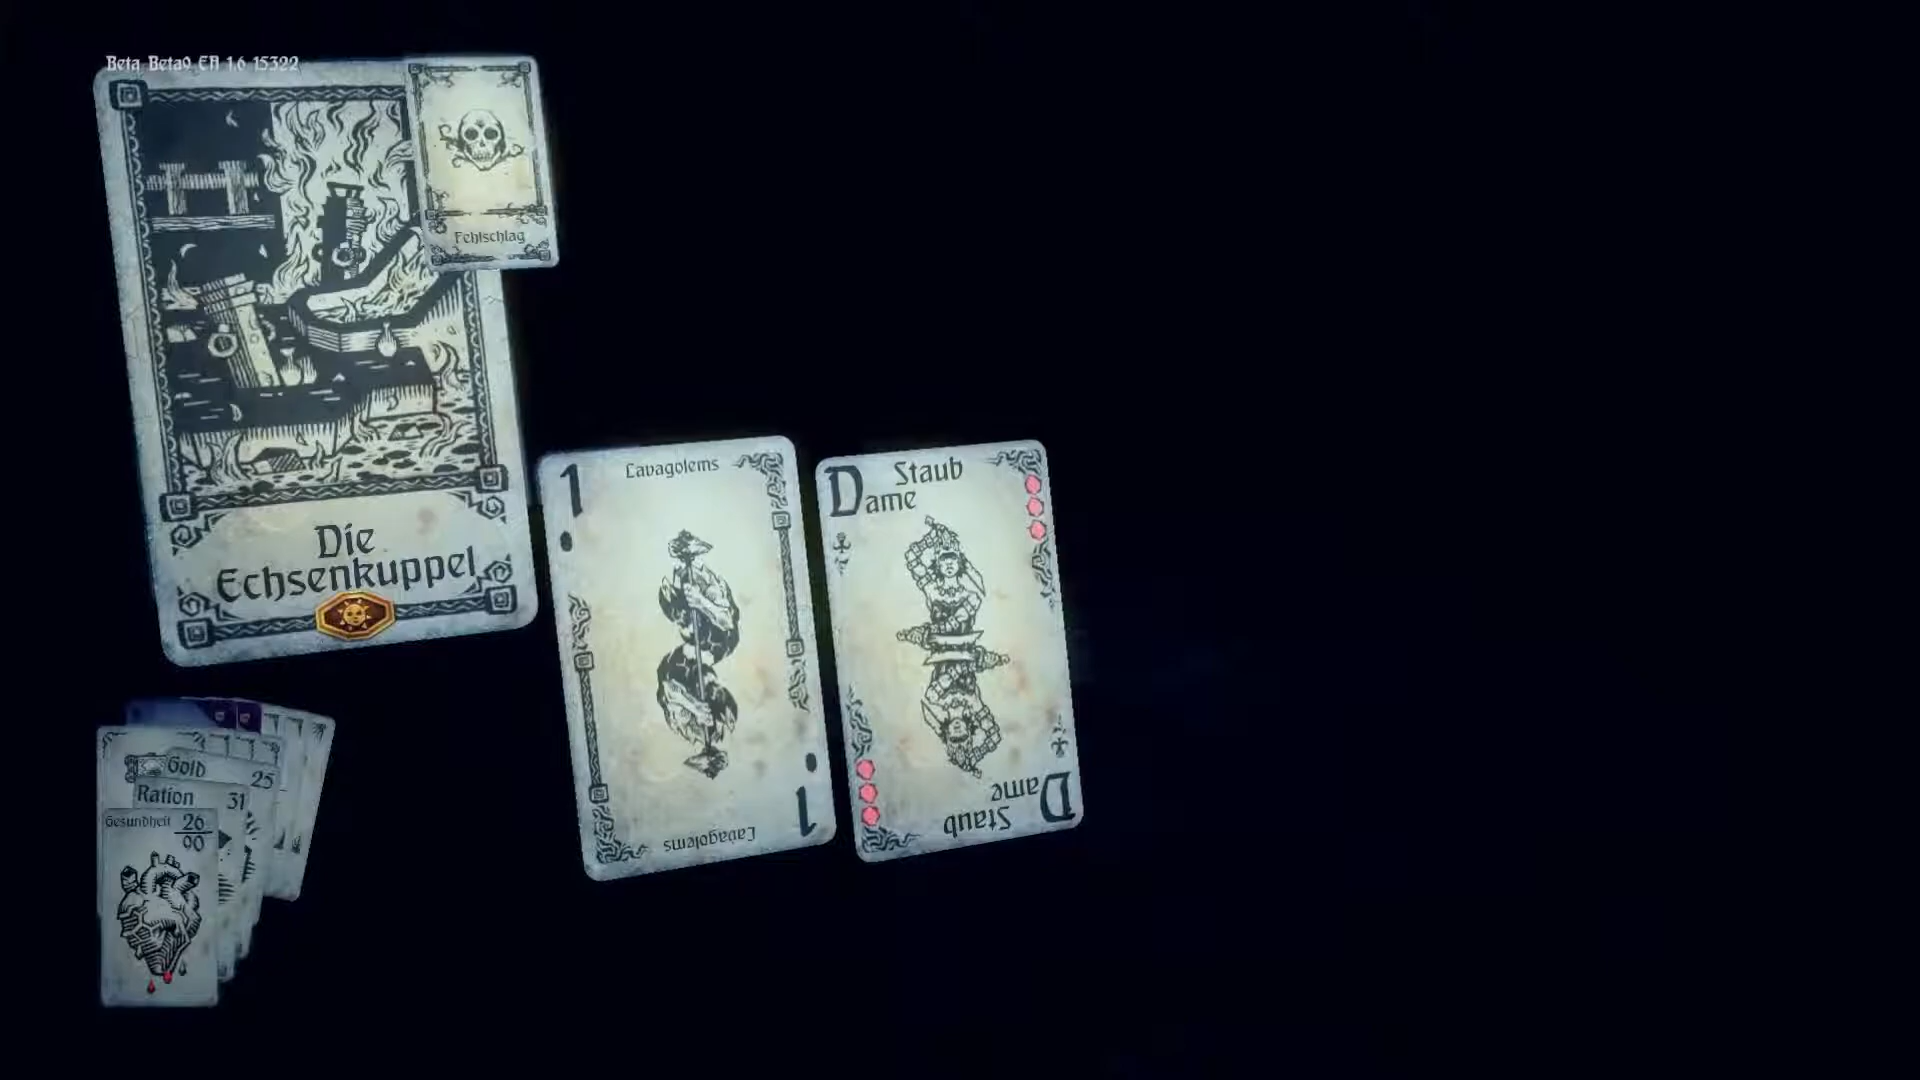 Beta Beta9 EA 1.6 15322
Fehlschlag
Die
Echsenkuppel
1
Lavagolems
Lavagolems
1
Dame
Staub
Dame
Staub
Gold 25
Ration 31
Gesundheit 26
90